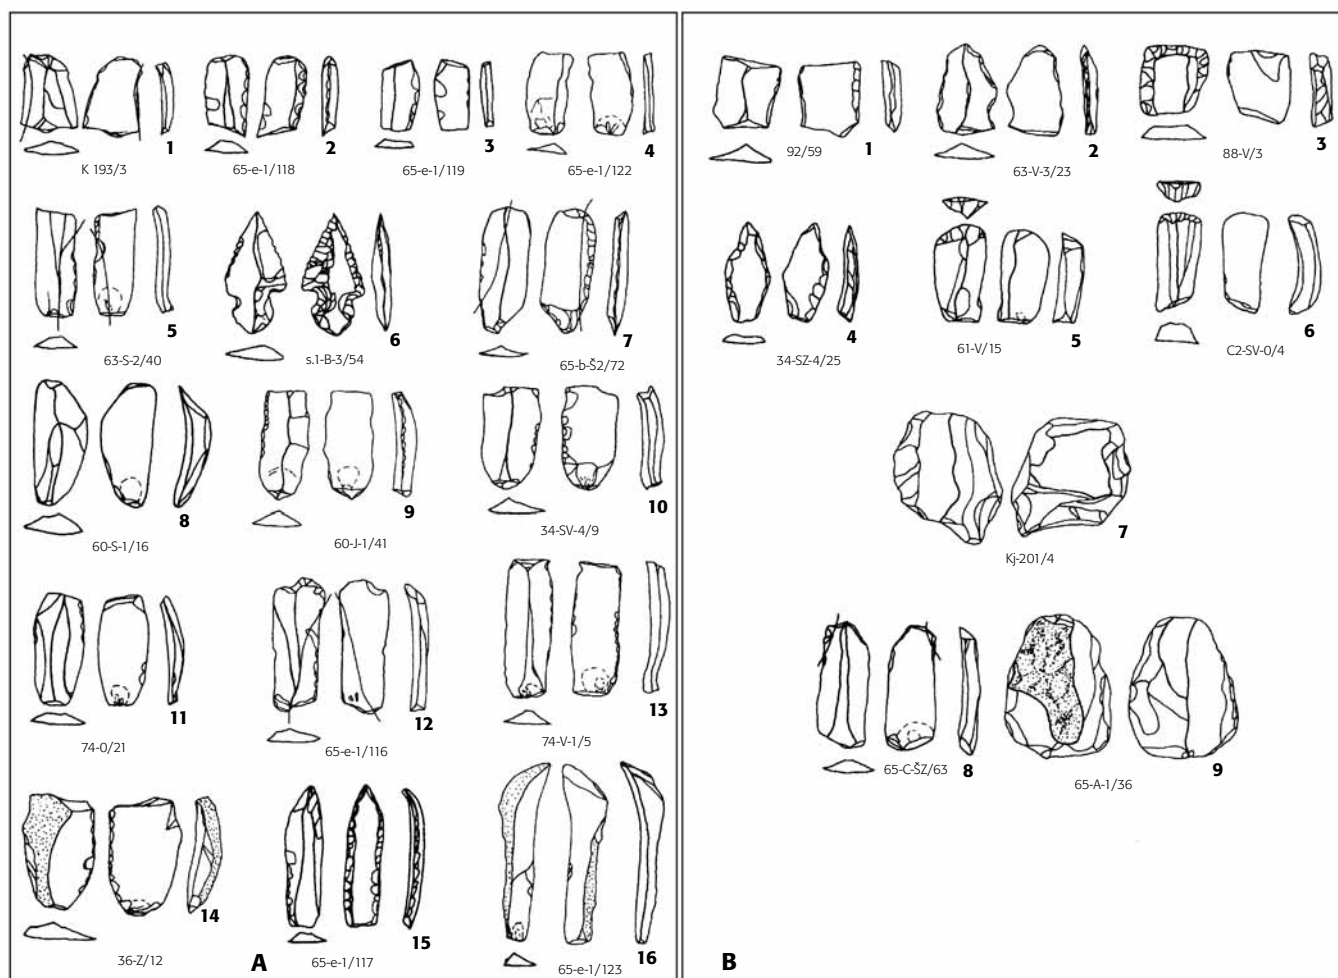 1
K 193/3
2
65-e-1/118
3
65-e-1/119
4
65-e-1/122
5
63-S-2/40
6
s.1-B-3/54
7
65-b-Š2/72
8
60-S-1/16
9
60-J-1/41
10
34-SV-4/9
11
74-0/21
12
65-e-1/116
13
74-V-1/5
14
36-Z/12
15
65-e-1/117
16
65-e-1/123
A
1
92/59
2
63-V-3/23
3
88-V/3
4
34-SZ-4/25
5
61-V/15
6
C2-SV-0/4
7
Kj-201/4
8
65-C-ŠZ/63
9
65-A-1/36
B